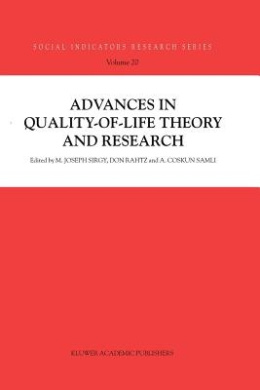 SOCIAL INDICATORS RESEARCH SERIES
Volume 20
ADVANCES IN
QUALITY-OF-LIFE THEORY
AND RESEARCH
Edited by M. JOSEPH SIRGY, DON RAHTZ and A. COSKUN SAMLI
KLUWER ACADEMIC PUBLISHERS